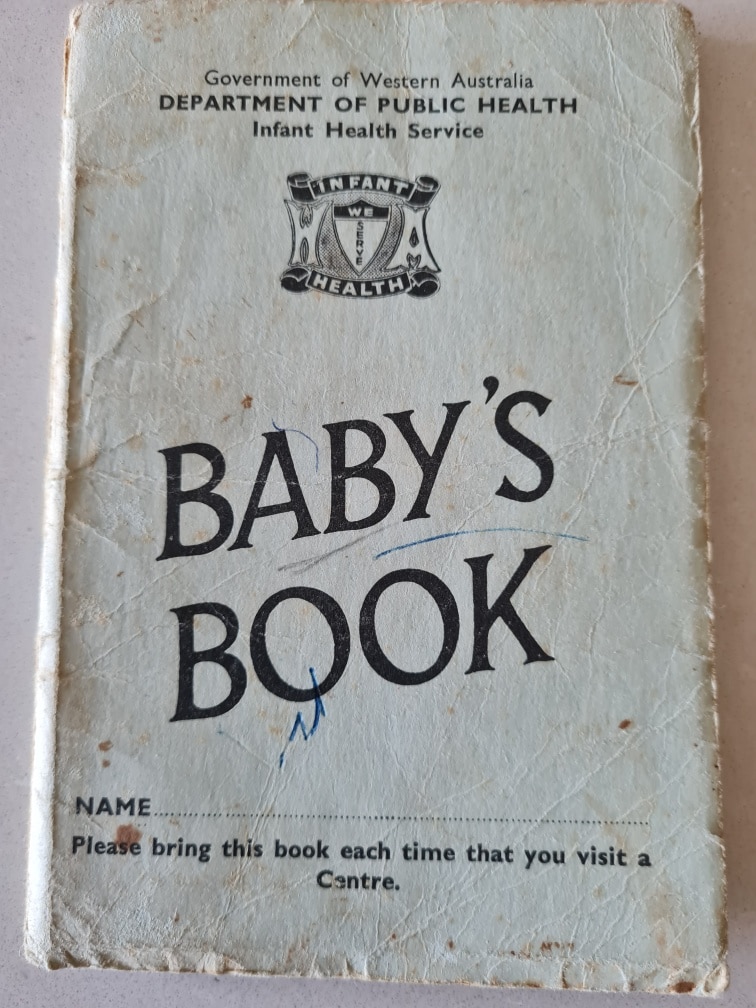 Government of Western Australia
DEPARTMENT OF PUBLIC HEALTH
Infant Health Service
INFANT
H A
WE
SERVE
HEALTH
BABY'S
BOOK
NAME
Please bring this book each time that you visit a
Centre.